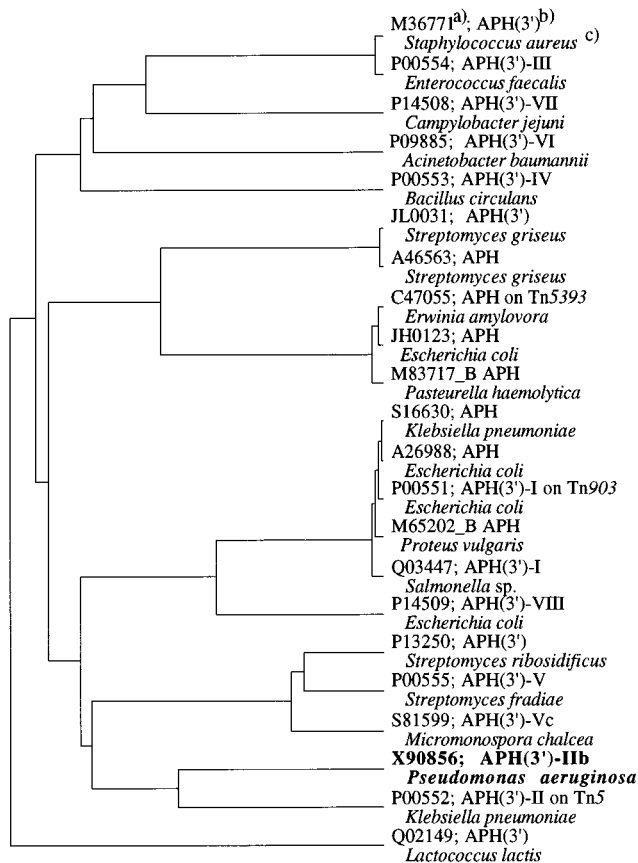 M36771a); APH(3')b)
Staphylococcus aureus c)
P00554; APH(3')-III
Enterococcus faecalis
P14508; APH(3')-VII
Campylobacter jejuni
P09885; APH(3')-VI
Acinetobacter baumannii
P00553; APH(3')-IV
Bacillus circulans
JL0031; APH(3')
Streptomyces griseus
A46563; APH
Streptomyces griseus
C47055; APH on Tn5393
Erwinia amylovora
JH0123; APH
Escherichia coli
M83717_B APH
Pasteurella haemolytica
S16630; APH
Klebsiella pneumoniae
A26988; APH
Escherichia coli
P00551; APH(3')-I on Tn903
Escherichia coli
M65202_B APH
Proteus vulgaris
Q03447; APH(3')-I
Salmonella sp.
P14509; APH(3')-VIII
Escherichia coli
P13250; APH(3')
Streptomyces ribosidificus
P00555; APH(3')-V
Streptomyces fradiae
S81599; APH(3')-Vc
Micromonospora chalcea
X90856; APH(3')-IIb
Pseudomonas aeruginosa
P00552; APH(3')-II on Tn5
Klebsiella pneumoniae
Q02149; APH(3')
Lactococcus lactis